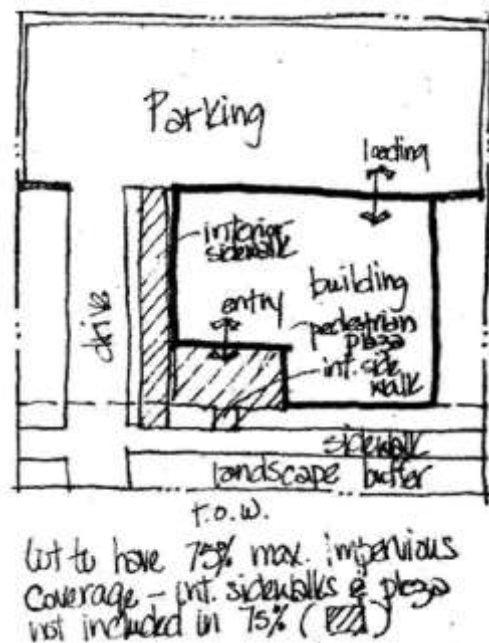 Parking
loading
interior
sidewalk
building
entry
pedestrian
plaza
int. side
walk
drive
sidewalk
landscape buffer
r.o.w.
lot to have 75% max. impervious
coverage - int. sidewalks & plaza
not included in 75% ( )